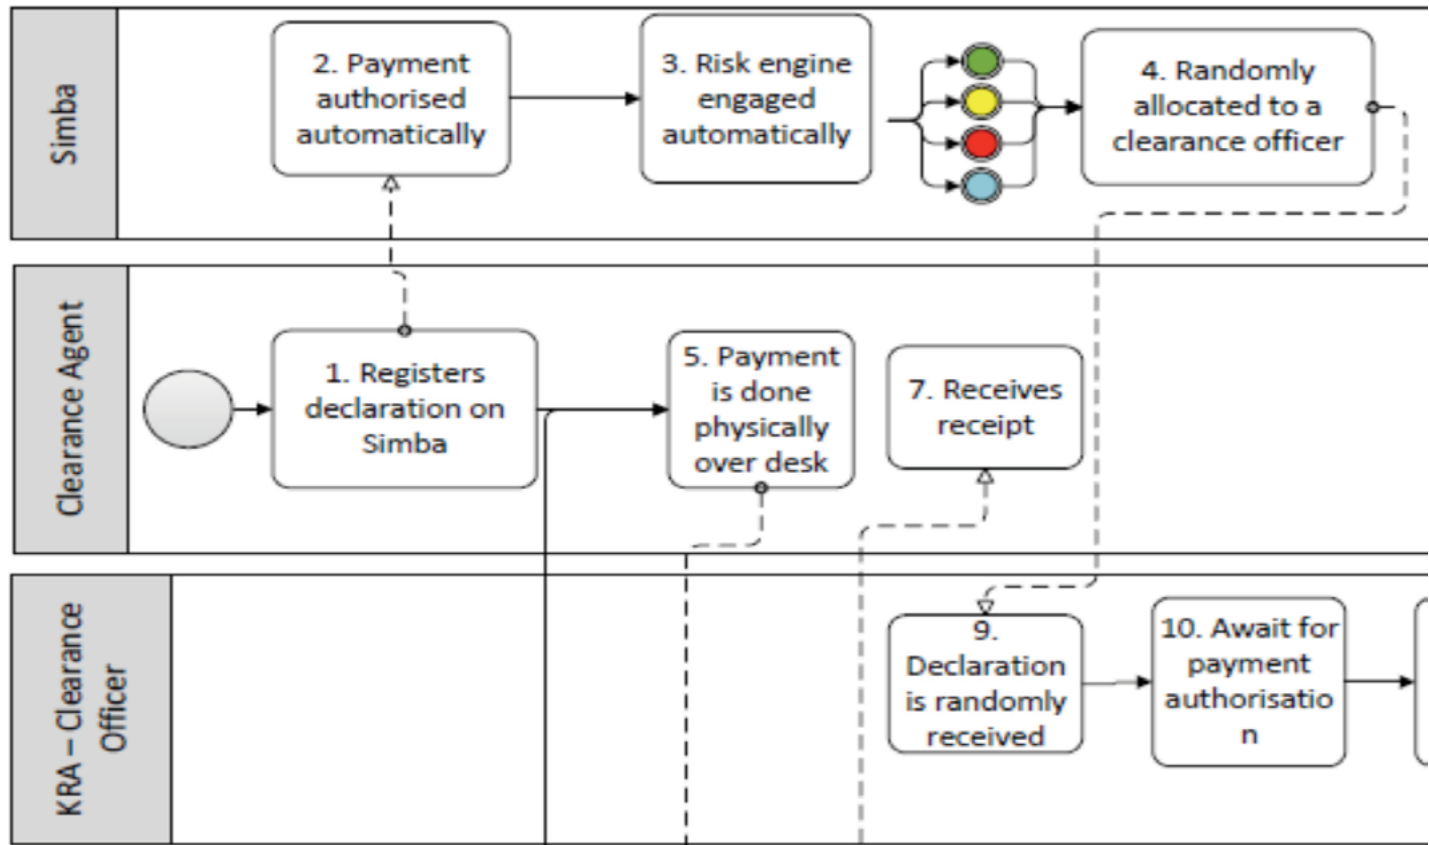 Simba
2. Payment
authorised
automatically
3. Risk engine
engaged
automatically
4. Randomly
allocated to a
clearance officer
Clearance Agent
1. Registers
declaration on
Simba
5. Payment
is done
physically
over desk
7. Receives
receipt
KRA – Clearance
Officer
9.
Declaration
is randomly
received
10. Await for
payment
authorisatio
n